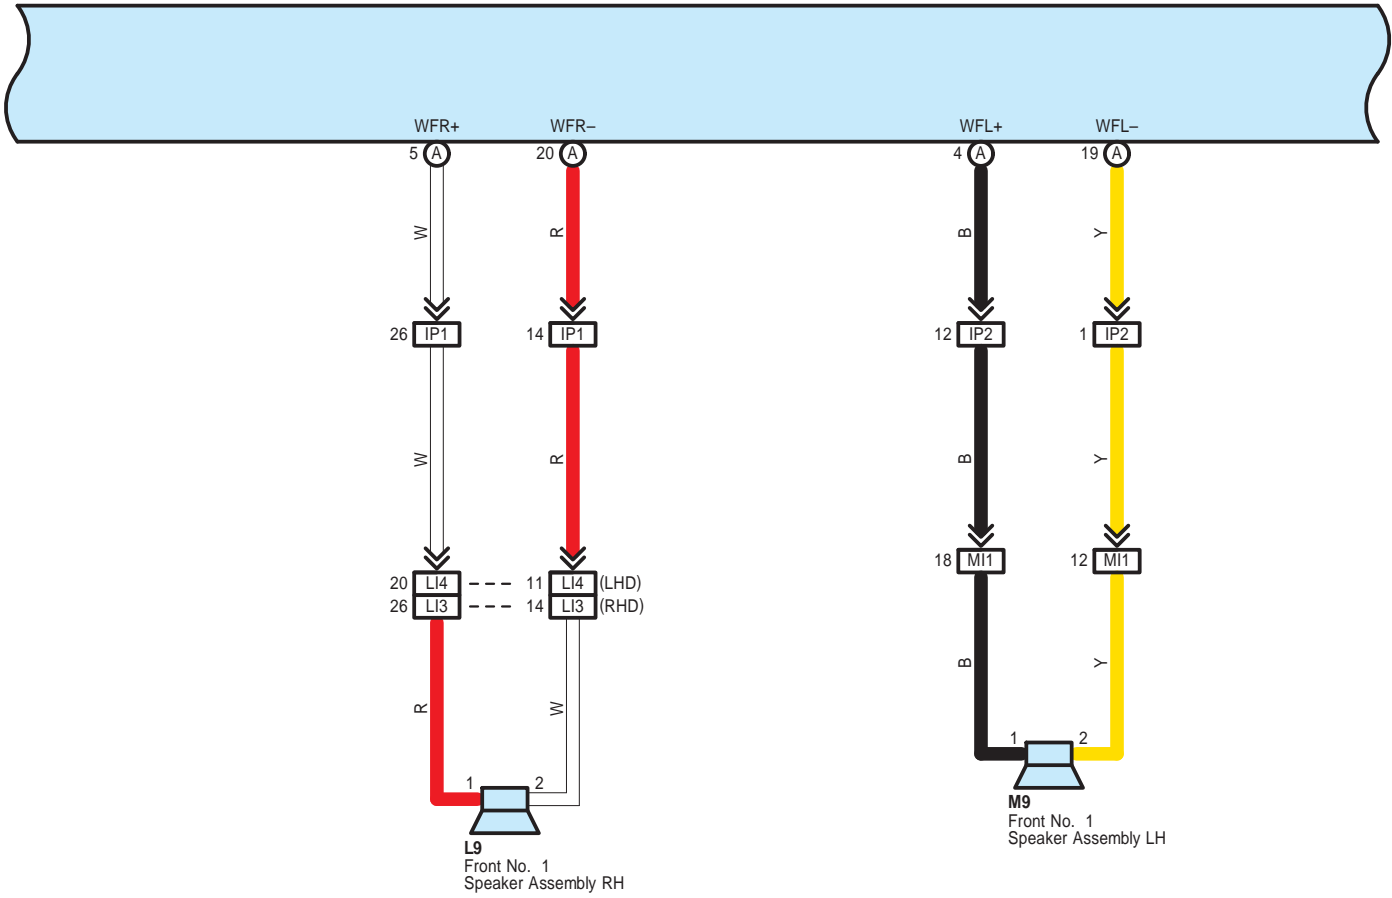 WFR+ WFR– WFL+ WFL–
5 A 20 A 4 A 19 A
W R B Y
26 IP1 14 IP1 12 IP2 1 IP2
W R B Y
18 MI1 12 MI1
20 LI4 11 LI4 (LHD)
26 LI3 14 LI3 (RHD)
B Y
R W
1 2
M9
Front No. 1
Speaker Assembly LH
1 2
L9
Front No. 1
Speaker Assembly RH